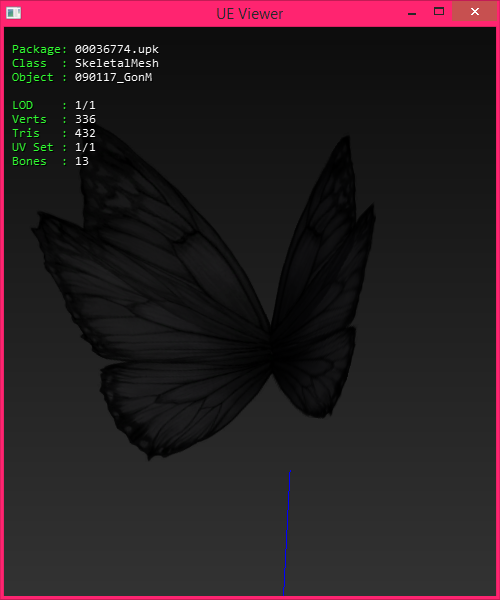 UE Viewer
Package: 00036774.upk
Class  : SkeletalMesh
Object : 090117_GonM
LOD    : 1/1
Verts  : 336
Tris   : 432
UV Set : 1/1
Bones  : 13